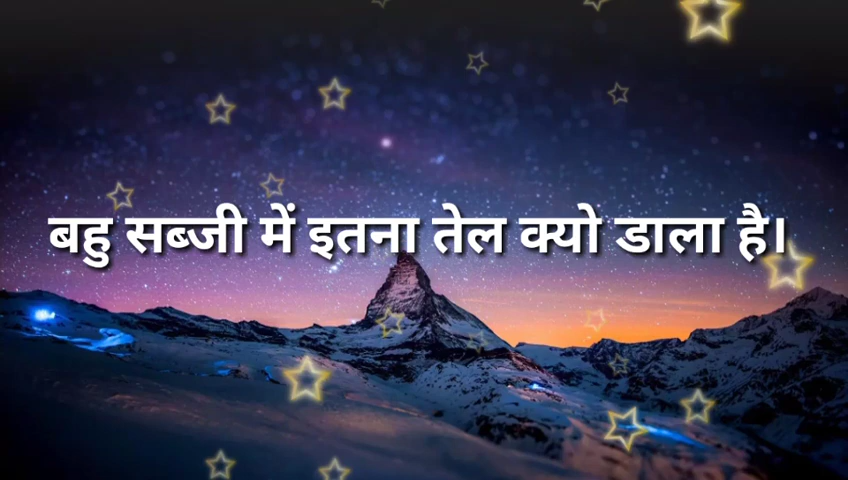 बहु सब्जी में इतना तेल क्यो डाला है।